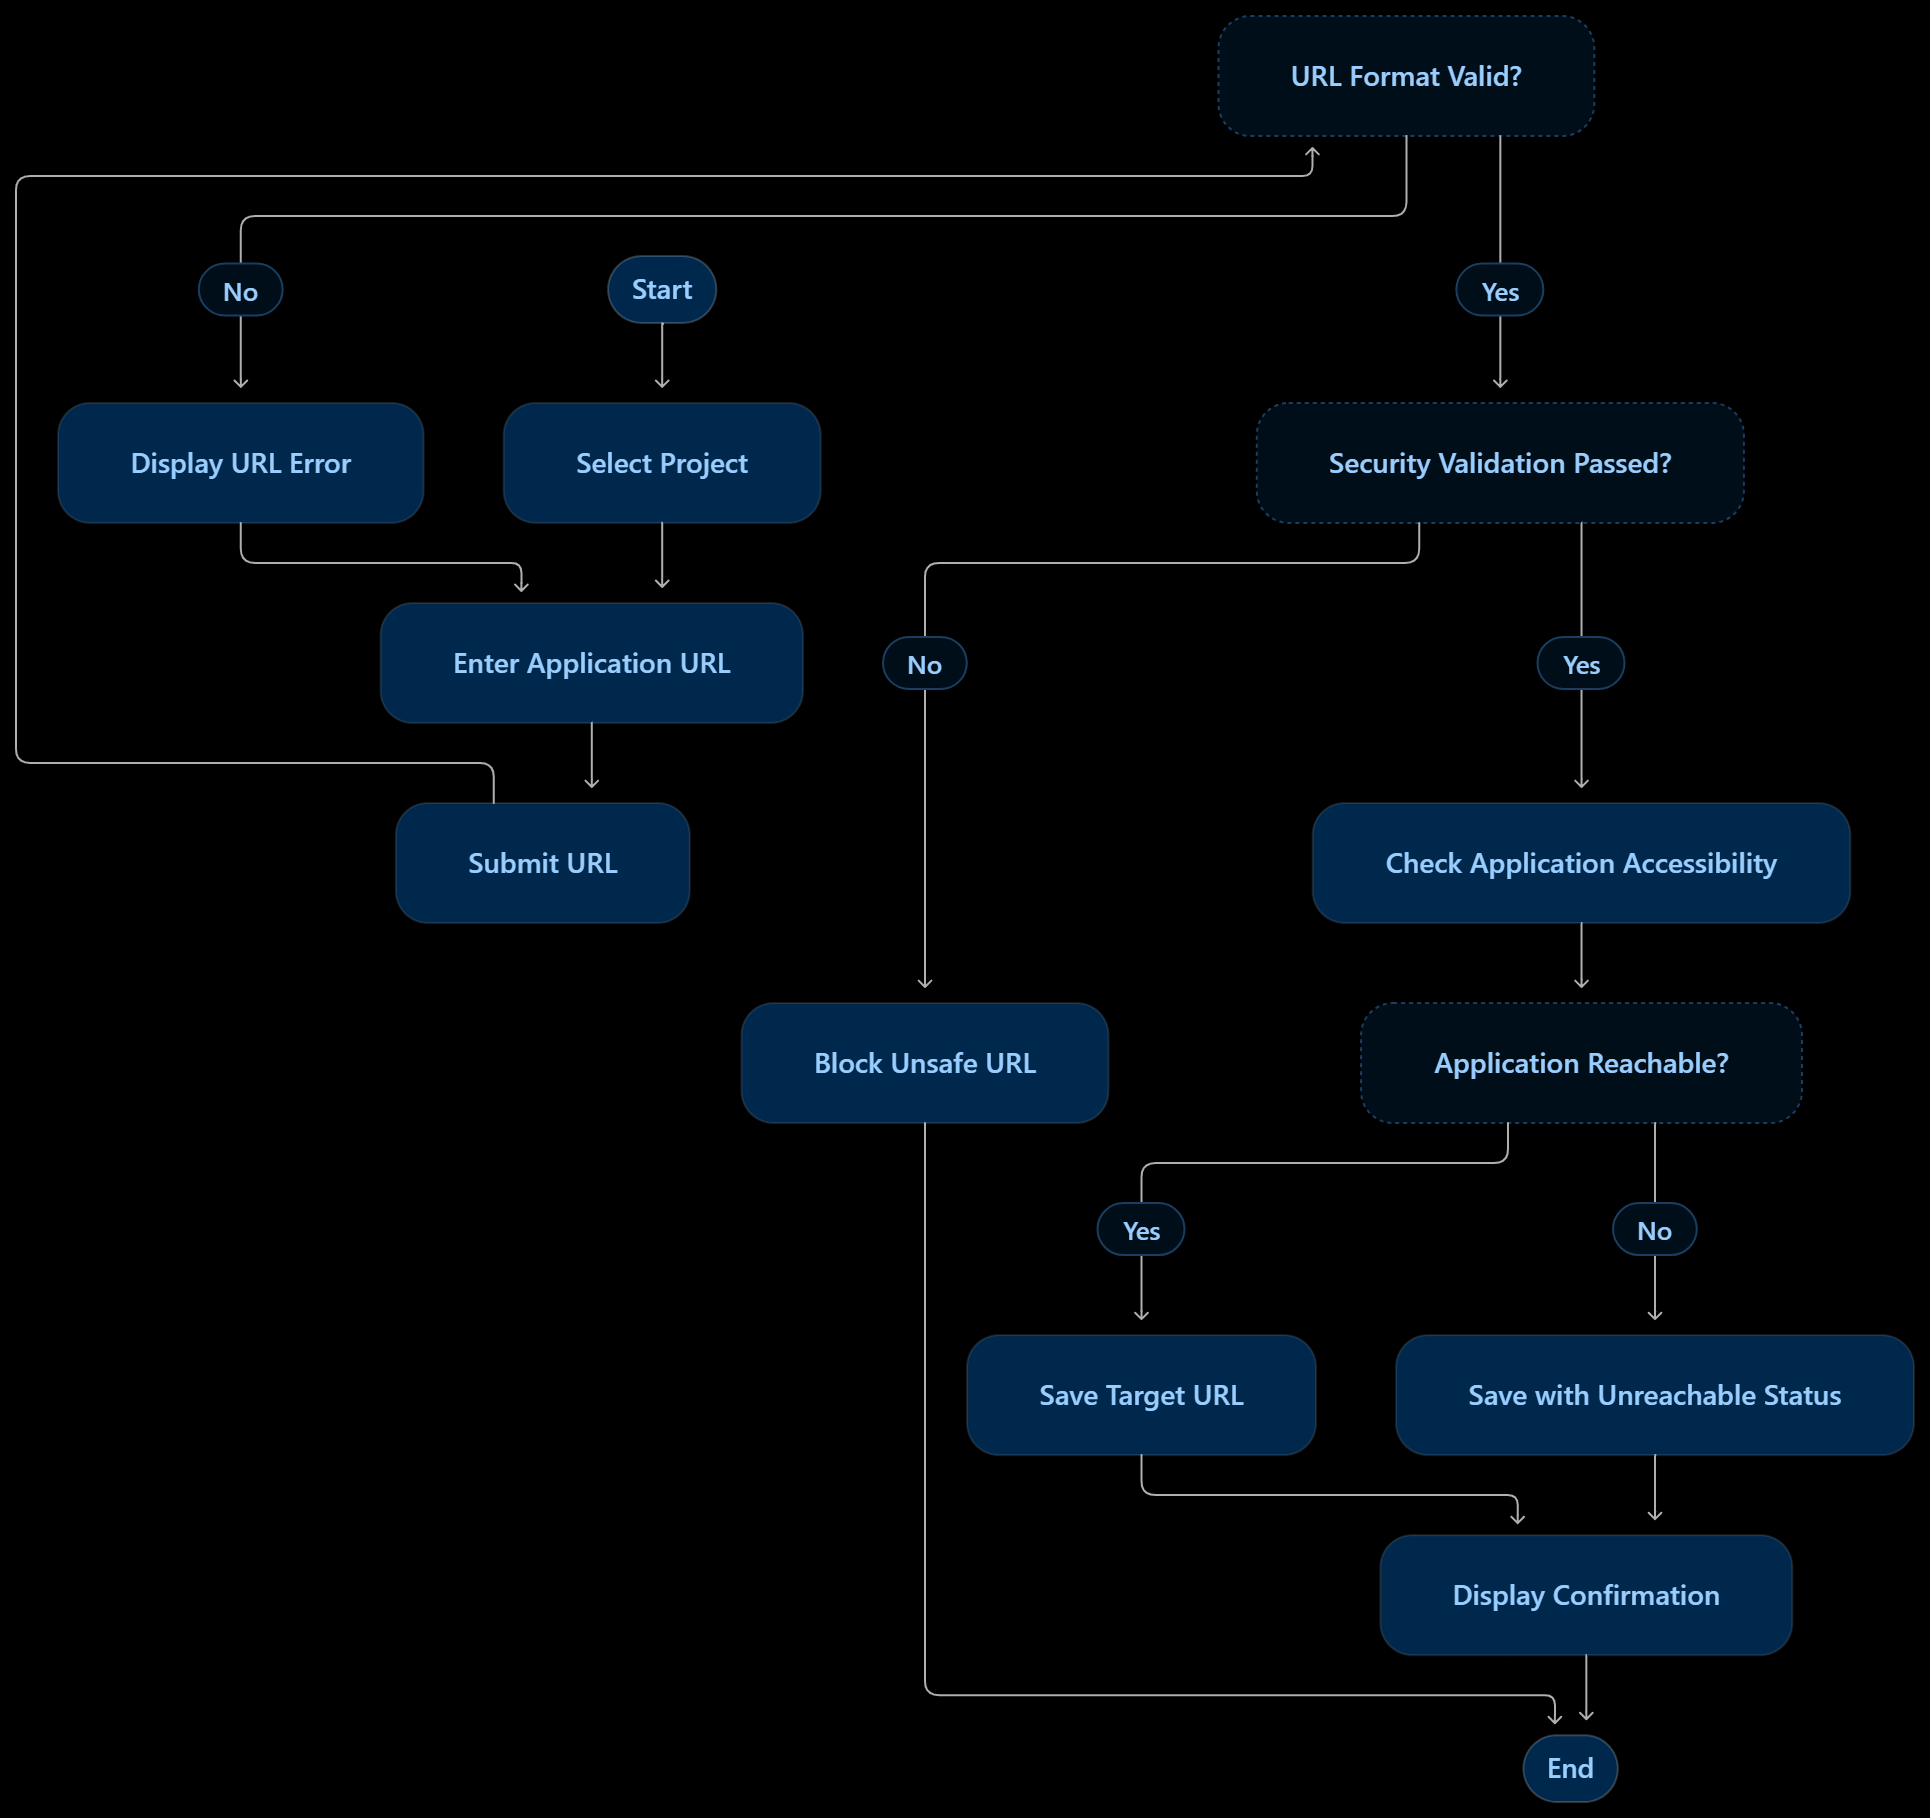 URL Format Valid?
No
Start
Yes
Display URL Error
Select Project
Security Validation Passed?
Enter Application URL
No
Yes
Submit URL
Check Application Accessibility
Block Unsafe URL
Application Reachable?
Yes
No
Save Target URL
Save with Unreachable Status
Display Confirmation
End